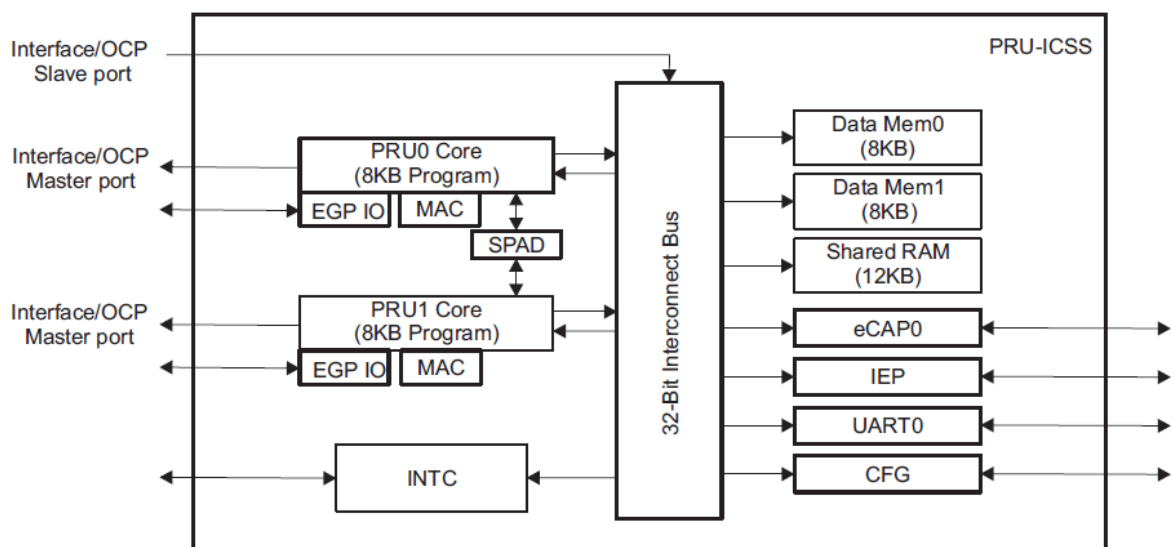 PRU-ICSS
Interface/OCP
Slave port
Interface/OCP
Master port
PRU0 Core
(8KB Program)
EGP IO
MAC
SPAD
Interface/OCP
Master port
PRU1 Core
(8KB Program)
EGP IO
MAC
INTC
32-Bit Interconnect Bus
Data Mem0
(8KB)
Data Mem1
(8KB)
Shared RAM
(12KB)
eCAP0
IEP
UART0
CFG